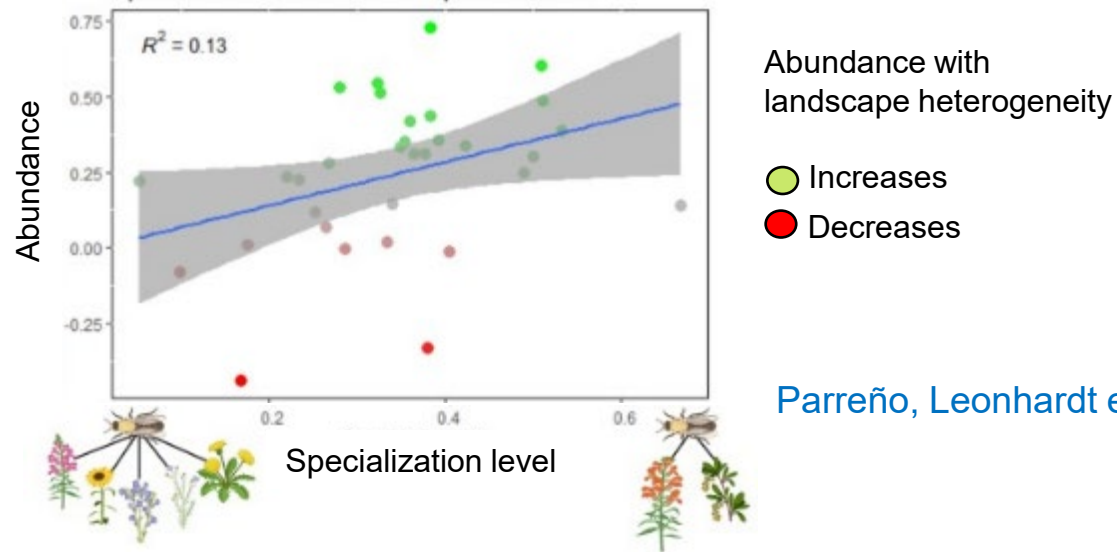 0.75
R² = 0.13
0.50
0.25
0.00
-0.25
Abundance
0.2
0.4
0.6
Specialization level
Abundance with
landscape heterogeneity
Increases
Decreases
Parreño, Leonhardt e